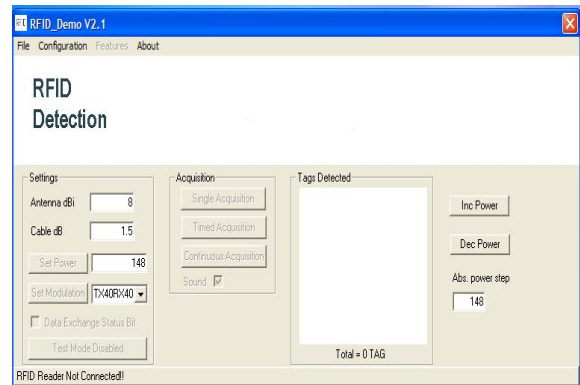 RFID_Demo V2.1
File Configuration Features About
RFID
Detection
Settings
Antenna dBi 8
Cable dB 1.5
Set Power 148
Set Modulation TX40RX40
Data Exchange Status Bit
Test Mode Disabled
Acquisition
Single Acquisition
Timed Acquisition
Continuous Acquisition
Sound
Tags Detected
Total = 0 TAG
Inc Power
Dec Power
Abs. power step
148
RFID Reader Not Connected!!